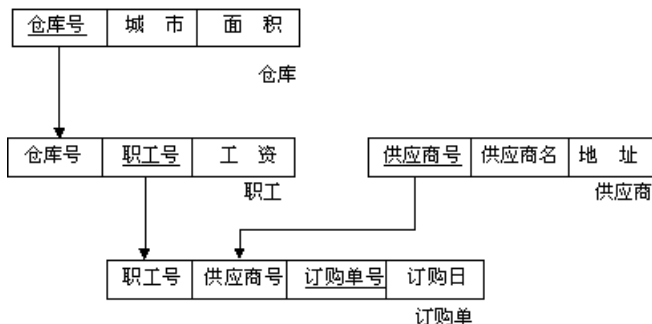 仓库号 城 市 面 积
仓库
仓库号 职工号 工 资
职工
供应商号 供应商名 地 址
供应商
职工号 供应商号 订购单号 订购日
订购单